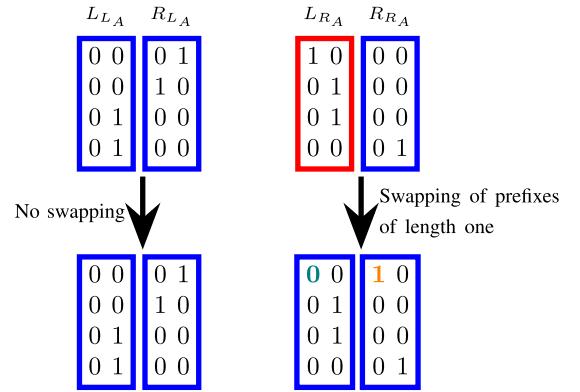 L_{L_A} R_{L_A} L_{R_A} R_{R_A}
0 0 0 1 1 0 0 0
0 0 1 0 0 1 0 0
0 1 0 0 0 1 0 0
0 1 0 0 0 0 0 1
No swapping
Swapping of prefixes
of length one
0 0 0 1 0 0 1 0
0 0 1 0 0 1 0 0
0 1 0 0 0 1 0 0
0 1 0 0 0 0 0 1